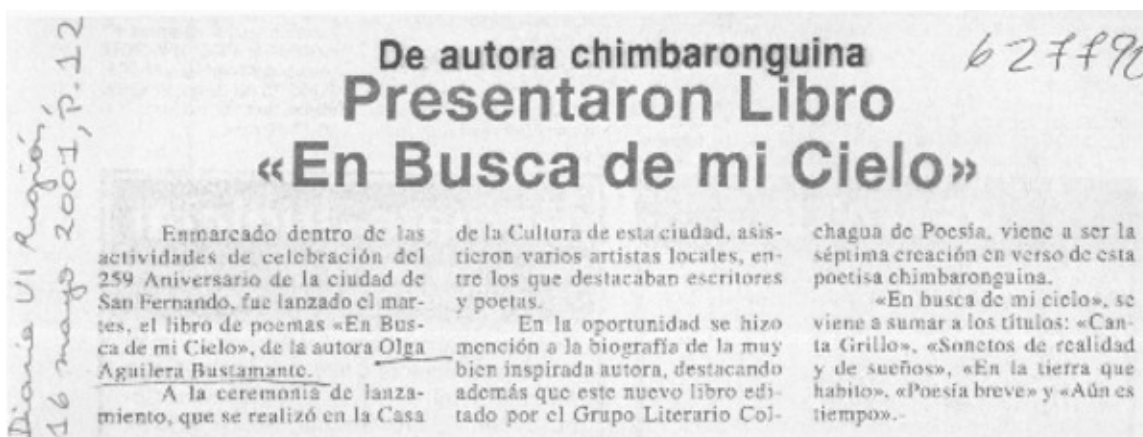 De autora chimbaronguina
Presentaron Libro
«En Busca de mi Cielo»
Diario VI Región,
16 mayo 2001, p. 12
Enmarcado dentro de las
actividades de celebración del
259 Aniversario de la ciudad de
San Fernando, fue lanzado el mar-
tes, el libro de poemas «En Bus-
ca de mi Cielo», de la autora Olga
Aguilera Bustamante.
A la ceremonia de lanza-
miento, que se realizó en la Casa
de la Cultura de esta ciudad, asis-
tieron varios artistas locales, en-
tre los que destacaban escritores
y poetas.
En la oportunidad se hizo
mención a la biografía de la muy
bien inspirada autora, destacando
además que este nuevo libro edi-
tado por el Grupo Literario Col-
chagua de Poesía, viene a ser la
séptima creación en verso de esta
poetisa chimbaronguina.
«En busca de mi cielo», se
viene a sumar a los títulos: «Can-
ta Grillo», «Sonetos de realidad
y de sueños», «En la tierra que
habito», «Poesía breve» y «Aún es
tiempo».-